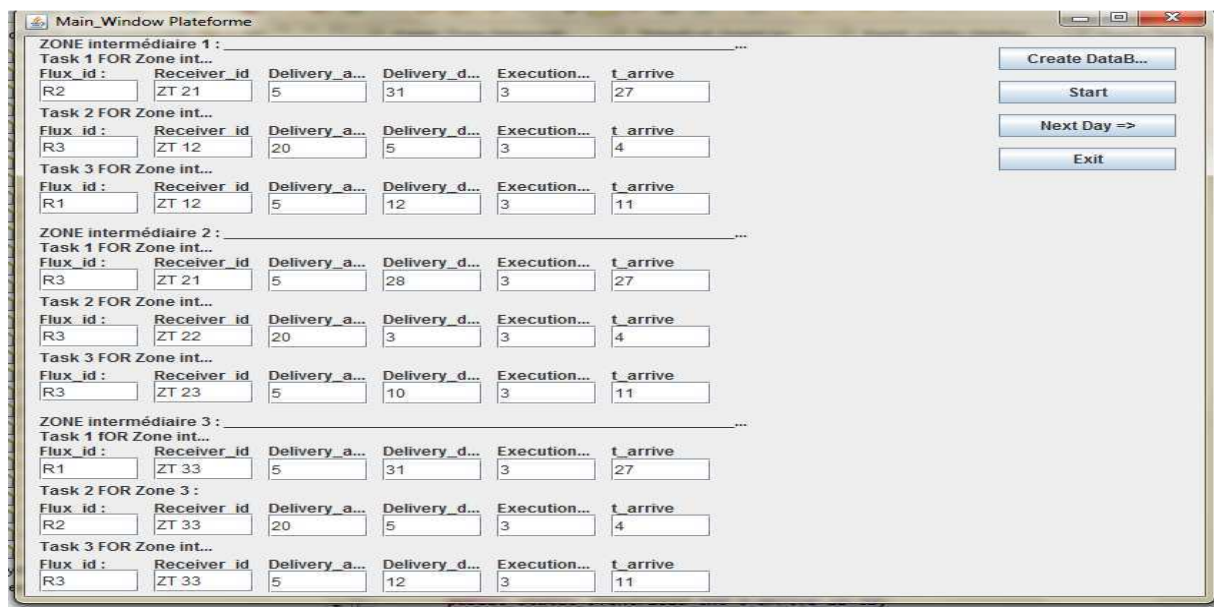 Main_Window Plateforme
ZONE intermédiaire 1 : ...
Task 1 FOR Zone int...
Flux_id : Receiver_id Delivery_a... Delivery_d... Execution... t_arrive
R2 ZT 21 5 31 3 27
Task 2 FOR Zone int...
Flux_id : Receiver_id Delivery_a... Delivery_d... Execution... t_arrive
R3 ZT 12 20 5 3 4
Task 3 FOR Zone int...
Flux_id : Receiver_id Delivery_a... Delivery_d... Execution... t_arrive
R1 ZT 12 5 12 3 11
ZONE intermédiaire 2 : ...
Task 1 FOR Zone int...
Flux_id : Receiver_id Delivery_a... Delivery_d... Execution... t_arrive
R3 ZT 21 5 28 3 27
Task 2 FOR Zone int...
Flux_id : Receiver_id Delivery_a... Delivery_d... Execution... t_arrive
R3 ZT 22 20 3 3 4
Task 3 FOR Zone int...
Flux_id : Receiver_id Delivery_a... Delivery_d... Execution... t_arrive
R3 ZT 23 5 10 3 11
ZONE intermédiaire 3 : ...
Task 1 fOR Zone int...
Flux_id : Receiver_id Delivery_a... Delivery_d... Execution... t_arrive
R1 ZT 33 5 31 3 27
Task 2 FOR Zone 3 :
Flux_id : Receiver_id Delivery_a... Delivery_d... Execution... t_arrive
R2 ZT 33 20 5 3 4
Task 3 FOR Zone int...
Flux_id : Receiver_id Delivery_a... Delivery_d... Execution... t_arrive
R3 ZT 33 5 12 3 11
Create DataB...
Start
Next Day =>
Exit